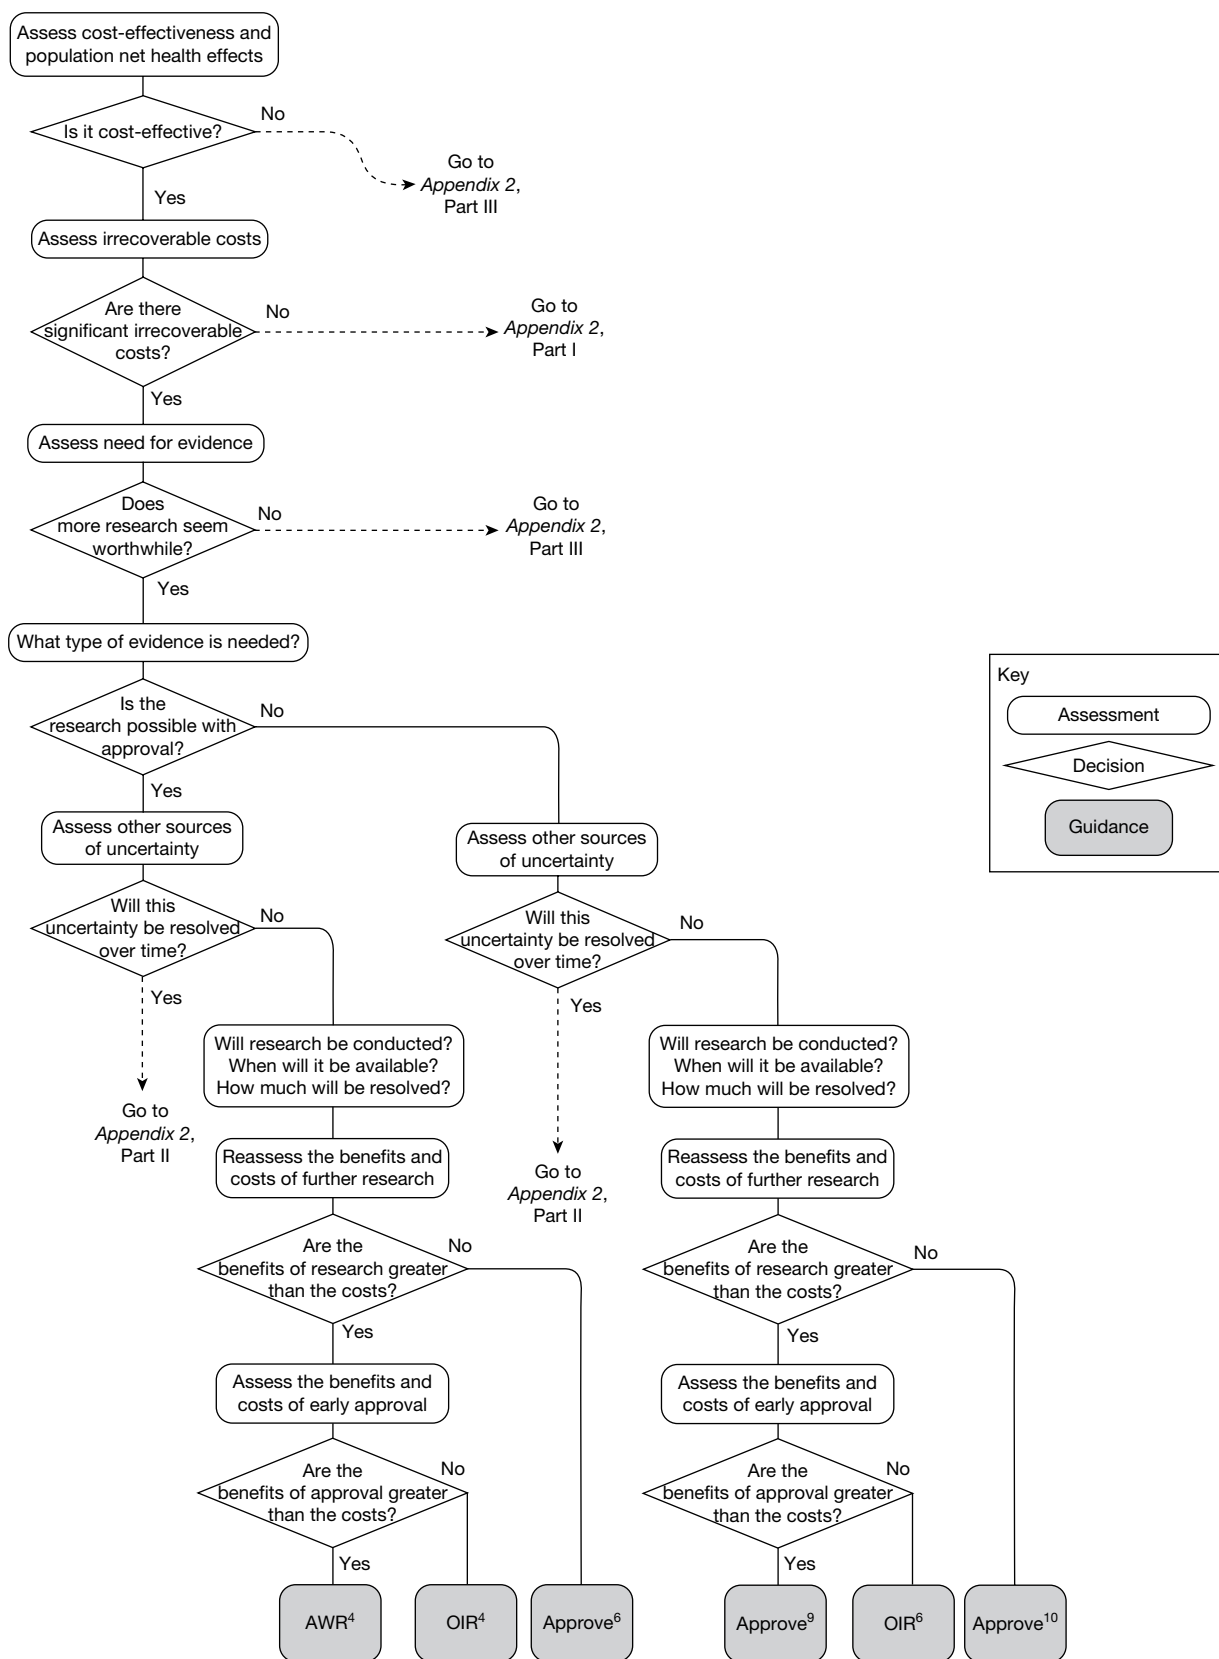 Assess cost-effectiveness and
population net health effects
Is it cost-effective?
No
Go to
Appendix 2,
Part III
Yes
Assess irrecoverable costs
Are there
significant irrecoverable
costs?
No
Go to
Appendix 2,
Part I
Yes
Assess need for evidence
Does
more research seem
worthwhile?
No
Go to
Appendix 2,
Part III
Yes
What type of evidence is needed?
Is the
research possible with
approval?
No
Yes
Assess other sources
of uncertainty
Will this
uncertainty be resolved
over time?
No
Yes
Go to
Appendix 2,
Part II
Will research be conducted?
When will it be available?
How much will be resolved?
Reassess the benefits and
costs of further research
Are the
benefits of research greater
than the costs?
No
Yes
Assess the benefits and
costs of early approval
Are the
benefits of approval greater
than the costs?
No
Yes
AWR⁴
OIR⁴
Approve⁶
Assess other sources
of uncertainty
Will this
uncertainty be resolved
over time?
No
Yes
Go to
Appendix 2,
Part II
Will research be conducted?
When will it be available?
How much will be resolved?
Reassess the benefits and
costs of further research
Are the
benefits of research greater
than the costs?
No
Yes
Assess the benefits and
costs of early approval
Are the
benefits of approval greater
than the costs?
No
Yes
Approve⁹
OIR⁶
Approve¹⁰
Key
Assessment
Decision
Guidance